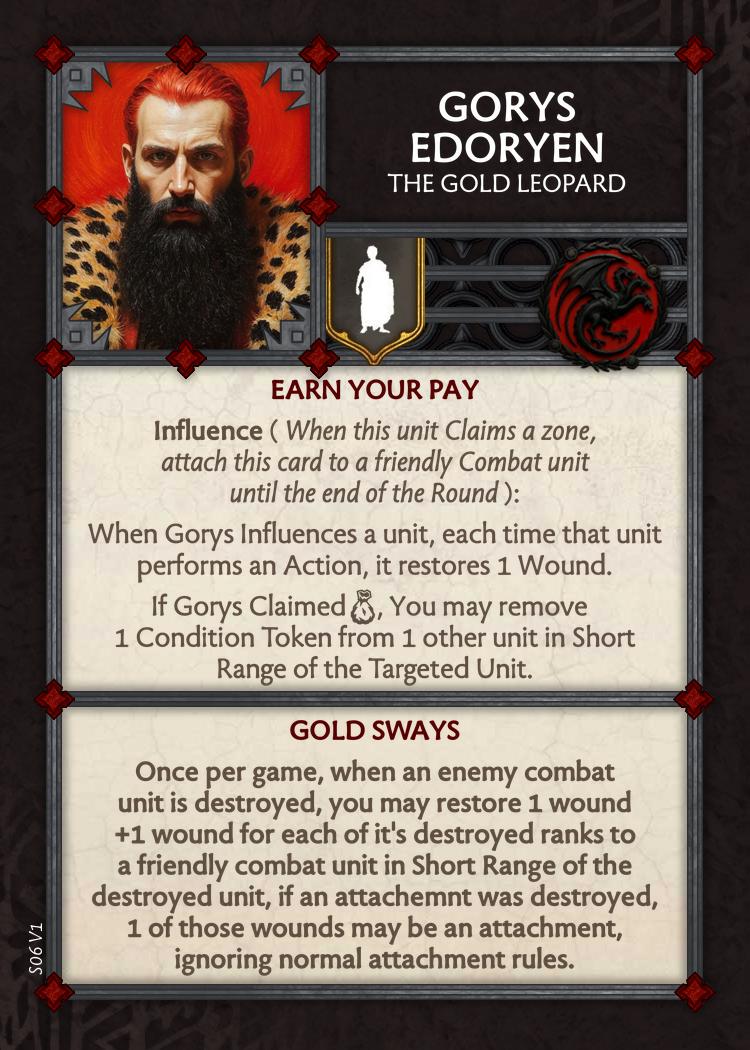 GORYS
EDORYEN
THE GOLD LEOPARD
EARN YOUR PAY
Influence ( When this unit Claims a zone,
attach this card to a friendly Combat unit
until the end of the Round ):
When Gorys Influences a unit, each time that unit
performs an Action, it restores 1 Wound.
If Gorys Claimed , You may remove
1 Condition Token from 1 other unit in Short
Range of the Targeted Unit.
GOLD SWAYS
Once per game, when an enemy combat
unit is destroyed, you may restore 1 wound
+1 wound for each of it's destroyed ranks to
a friendly combat unit in Short Range of the
destroyed unit, if an attachemnt was destroyed,
1 of those wounds may be an attachment,
ignoring normal attachment rules.
S06 V1